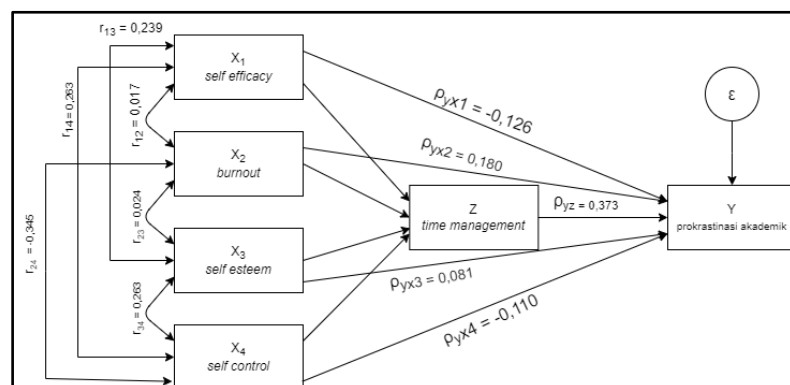 r13 = 0,239
r14 = 0,263
r12 = 0,017
r24 = -0,345
r23 = 0,024
r34 = 0,263
X1
self efficacy
X2
burnout
X3
self esteem
X4
self control
Z
time management
ρyx1 = -0,126
ρyx2 = 0,180
ρyz = 0,373
ρyx3 = 0,081
ρyx4 = -0,110
ε
Y
prokrastinasi akademik